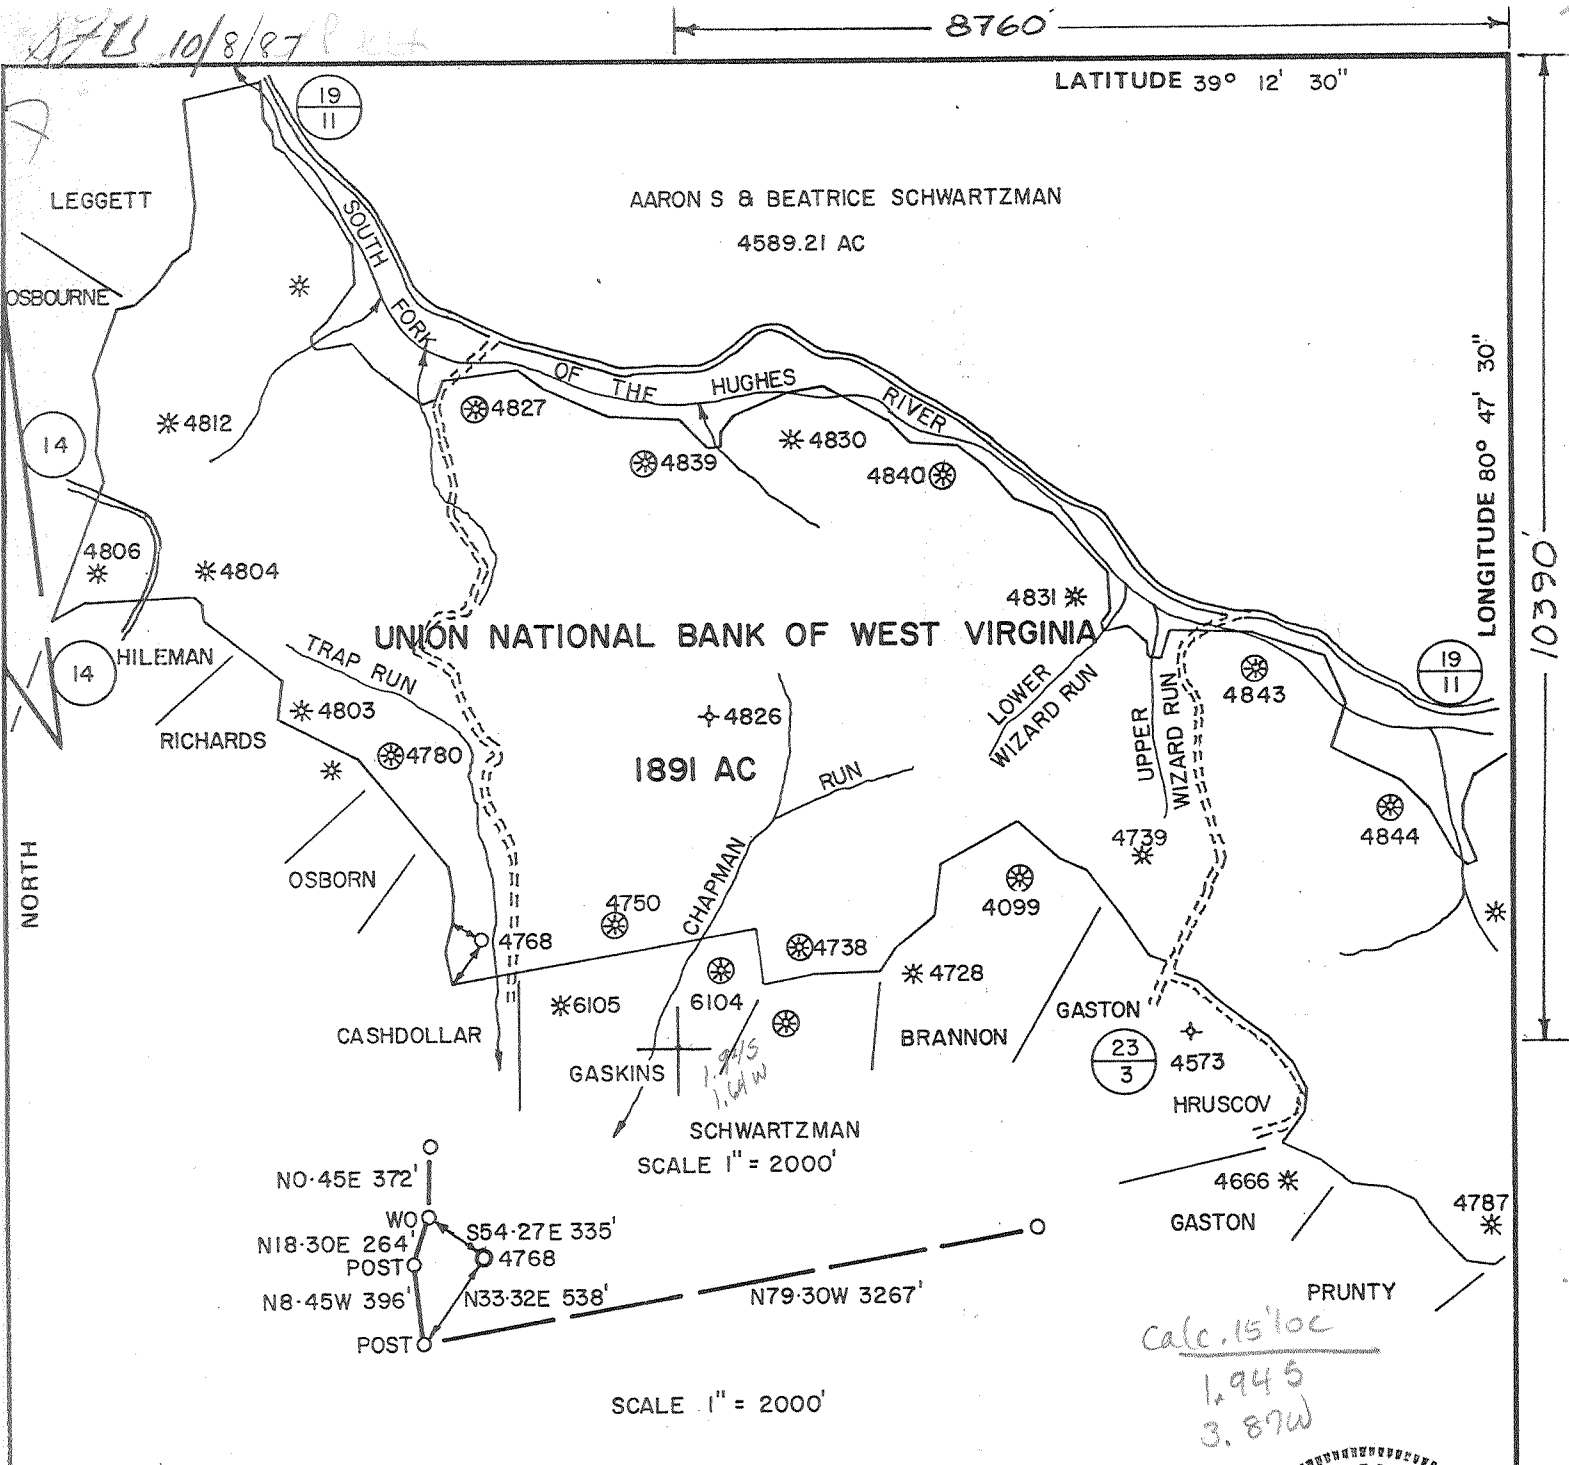 8760'
10/8/87
LATITUDE 39° 12' 30"
19
11
LEGGETT
AARON S & BEATRICE SCHWARTZMAN
4589.21 AC
OSBOURNE
SOUTH FORK OF THE HUGHES RIVER
LONGITUDE 80° 47' 30"
10390'
4827
4812
4839
4830
4840
14
4806
4804
4831
UNION NATIONAL BANK OF WEST VIRGINIA
14
HILEMAN
TRAP RUN
LOWER
WIZARD RUN
UPPER
WIZARD RUN
4843
19
11
4803
RICHARDS
4826
4780
1891 AC
CHAPMAN RUN
4844
4739
NORTH
OSBORN
4750
4099
4768
4738
4728
6105
6104
GASTON
CASHDOLLAR
BRANNON
23
3
4573
GASKINS
1.94S
1.64W
HRUSCOV
SCHWARTZMAN
SCALE 1" = 2000'
N0·45E 372'
4666
WO
S54·27E 335'
GASTON
4787
N18·30E 264'
POST
4768
N8·45W 396'
N33·32E 538'
N79·30W 3267'
PRUNTY
POST
Calc. 15' loc
1.94 S
3.87W
SCALE 1" = 2000'